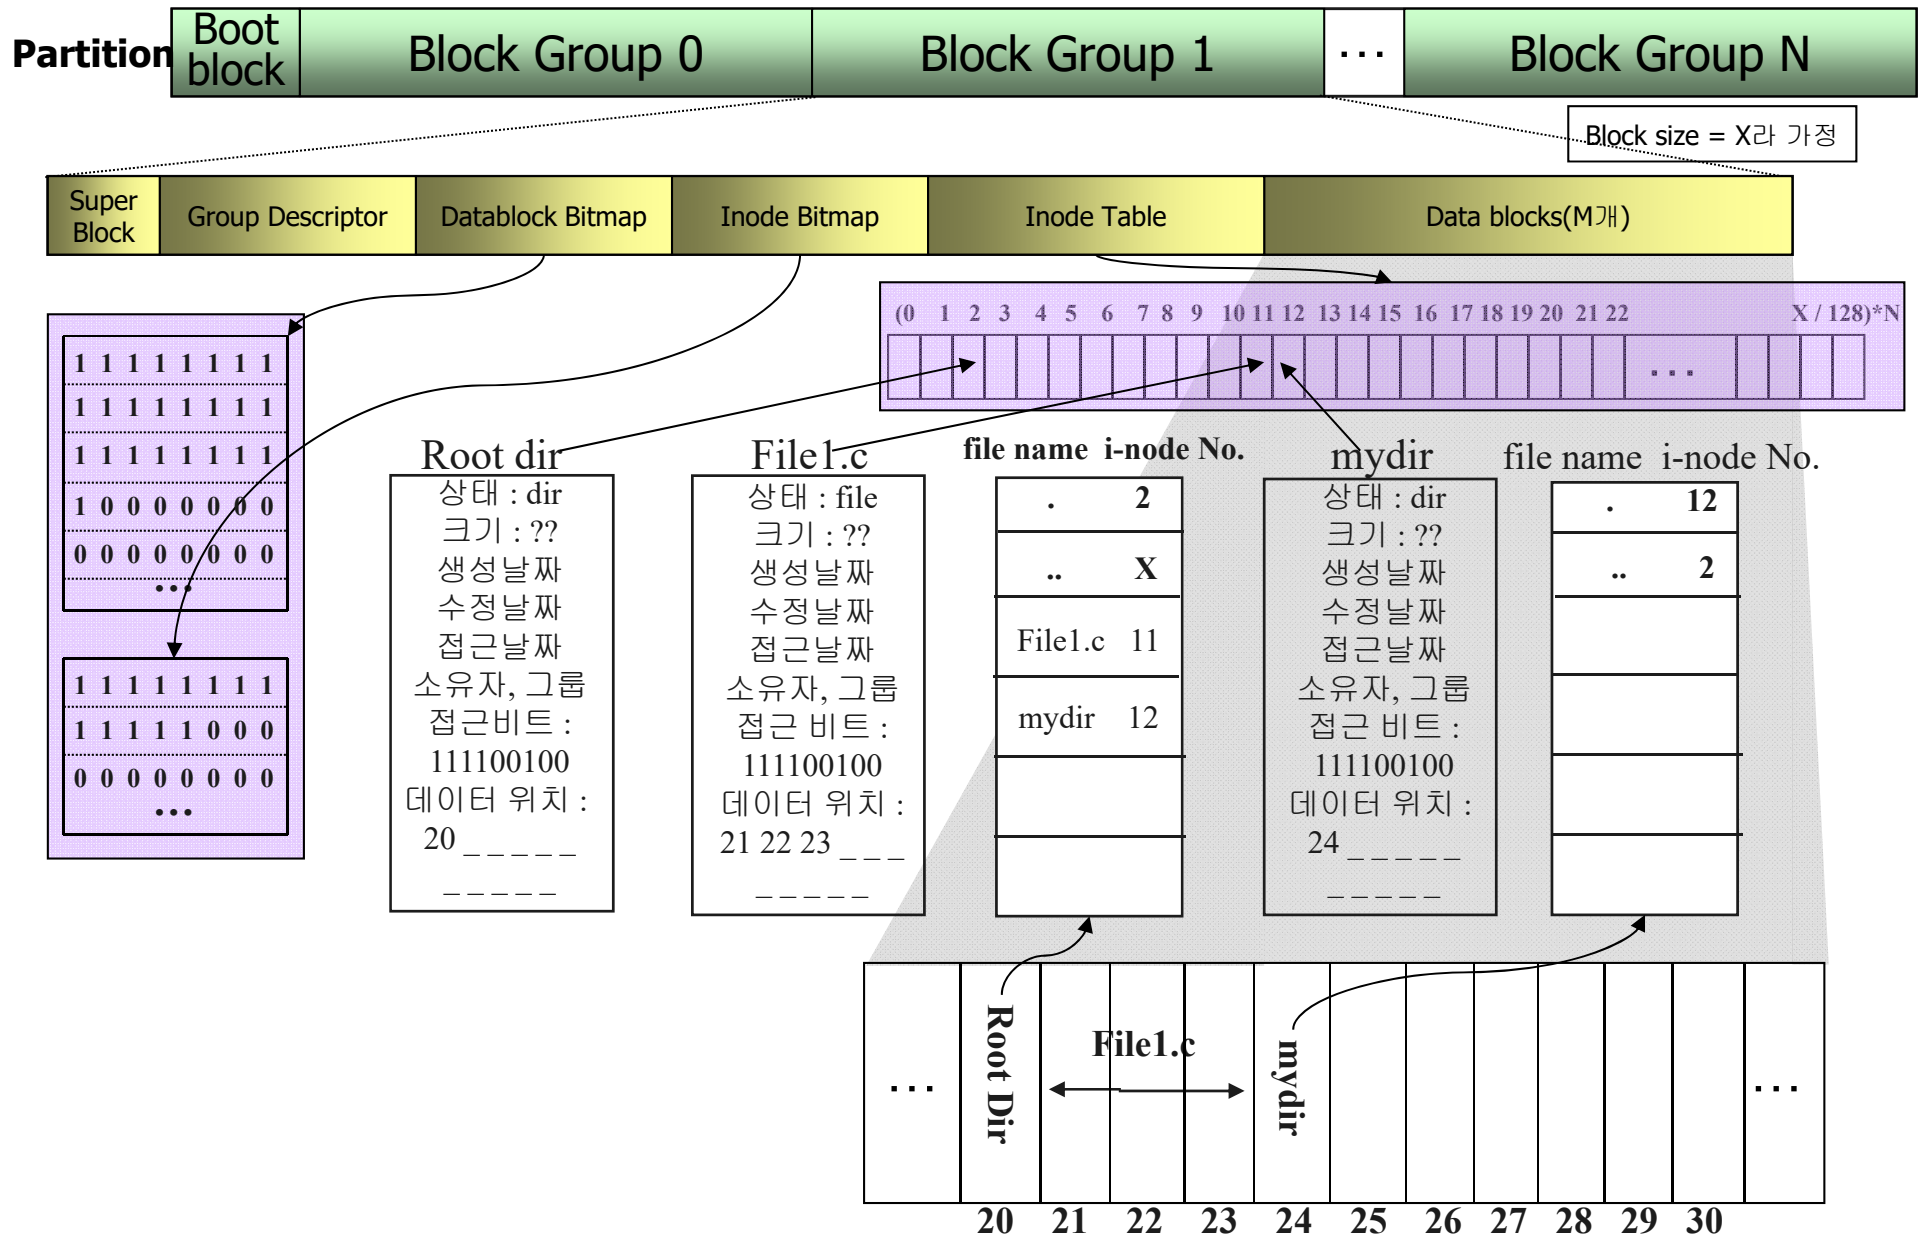 Partition
Boot block
Block Group 0
Block Group 1
...
Block Group N
Block size = X라 가정
Super Block
Group Descriptor
Datablock Bitmap
Inode Bitmap
Inode Table
Data blocks(M개)
(0 1 2 3 4 5 6 7 8 9 10 11 12 13 14 15 16 17 18 19 20 21 22 X / 128)*N
...
1 1 1 1 1 1 1 1
1 1 1 1 1 1 1 1
1 1 1 1 1 1 1 1
1 0 0 0 0 0 0 0
0 0 0 0 0 0 0 0
...
1 1 1 1 1 1 1 1
1 1 1 1 1 0 0 0
0 0 0 0 0 0 0 0
...
Root dir
상태 : dir
크기 : ??
생성날짜
수정날짜
접근날짜
소유자, 그룹
접근비트 :
111100100
데이터 위치 :
20 _ _ _ _ _
_ _ _ _ _
File1.c
상태 : file
크기 : ??
생성날짜
수정날짜
접근날짜
소유자, 그룹
접근 비트 :
111100100
데이터 위치 :
21 22 23 _ _ _
_ _ _ _ _
file name i-node No.
. 2
.. X
File1.c 11
mydir 12
mydir
상태 : dir
크기 : ??
생성날짜
수정날짜
접근날짜
소유자, 그룹
접근 비트 :
111100100
데이터 위치 :
24 _ _ _ _ _
_ _ _ _ _
file name i-node No.
. 12
.. 2
...
Root Dir
File1.c
mydir
...
20 21 22 23 24 25 26 27 28 29 30